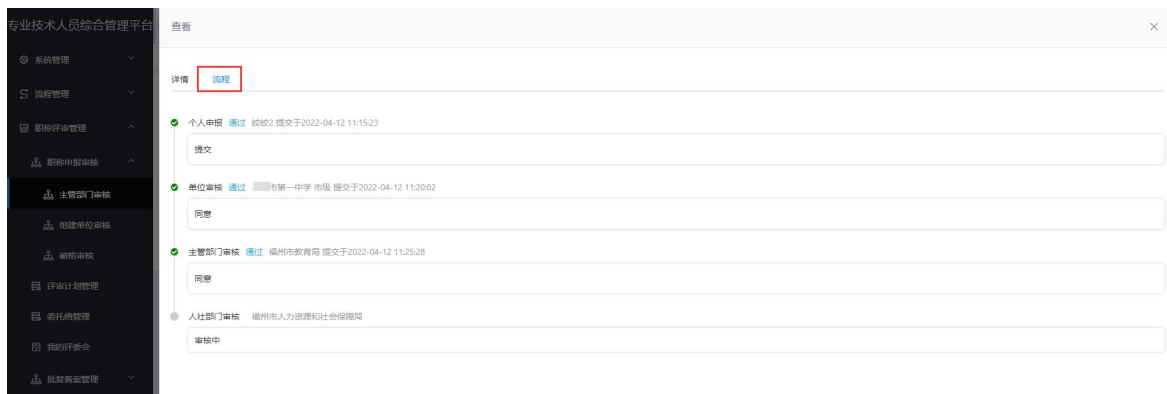 专业技术人员综合管理平台
系统管理
流程管理
职称评审管理
职称申报审核
主管部门审核
组建单位审核
破格审核
评审计划管理
委托函管理
我的评委会
批复备案管理
查看
详情 流程
个人申报 通过 姣姣2 提交于2022-04-12 11:15:23
提交
单位审核 通过 市第一中学 市级 提交于2022-04-12 11:20:02
同意
主管部门审核 通过 福州市教育局 提交于2022-04-12 11:25:28
同意
人社部门审核 福州市人力资源和社会保障局
审核中